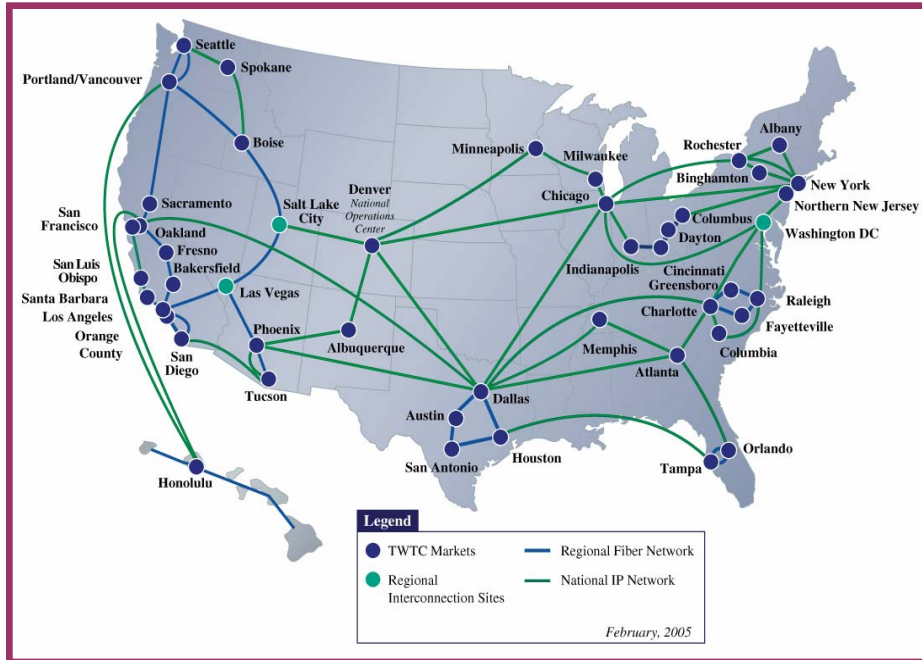 Seattle
Spokane
Portland/Vancouver
Boise
Albany
Rochester
Minneapolis
Milwaukee
Binghamton
Chicago
New York
Northern New Jersey
Denver
National
Operations
Center
Salt Lake
City
Sacramento
San
Francisco
Oakland
Columbus
Dayton
Washington DC
Fresno
Indianapolis
San Luis
Obispo
Bakersfield
Cincinnati
Greensboro
Las Vegas
Santa Barbara
Raleigh
Los Angeles
Charlotte
Orange
County
Phoenix
Fayetteville
San
Diego
Albuquerque
Memphis
Columbia
Atlanta
Tucson
Dallas
Austin
Orlando
Houston
San Antonio
Tampa
Honolulu
Legend
TWTC Markets
Regional Fiber Network
Regional
Interconnection Sites
National IP Network
February, 2005